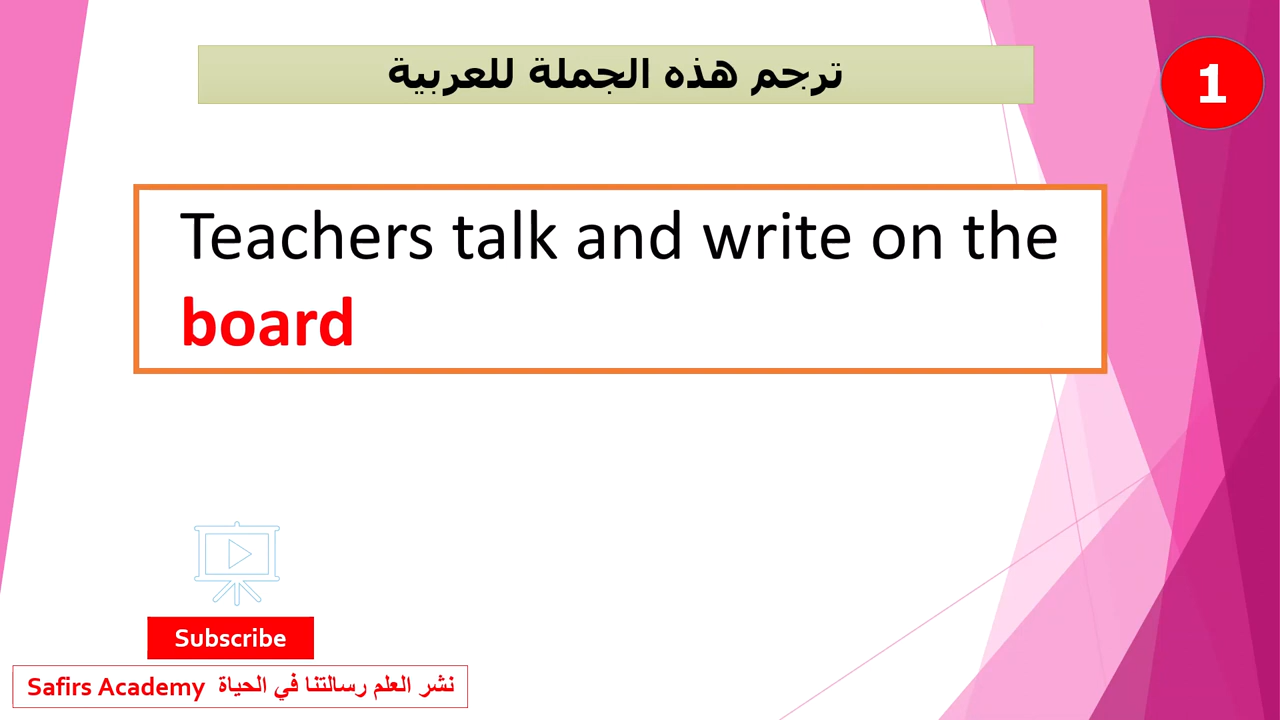 ترجم هذه الجملة للعربية
1
Teachers talk and write on the
board
Subscribe
Safirs Academy نشر العلم رسالتنا في الحياة